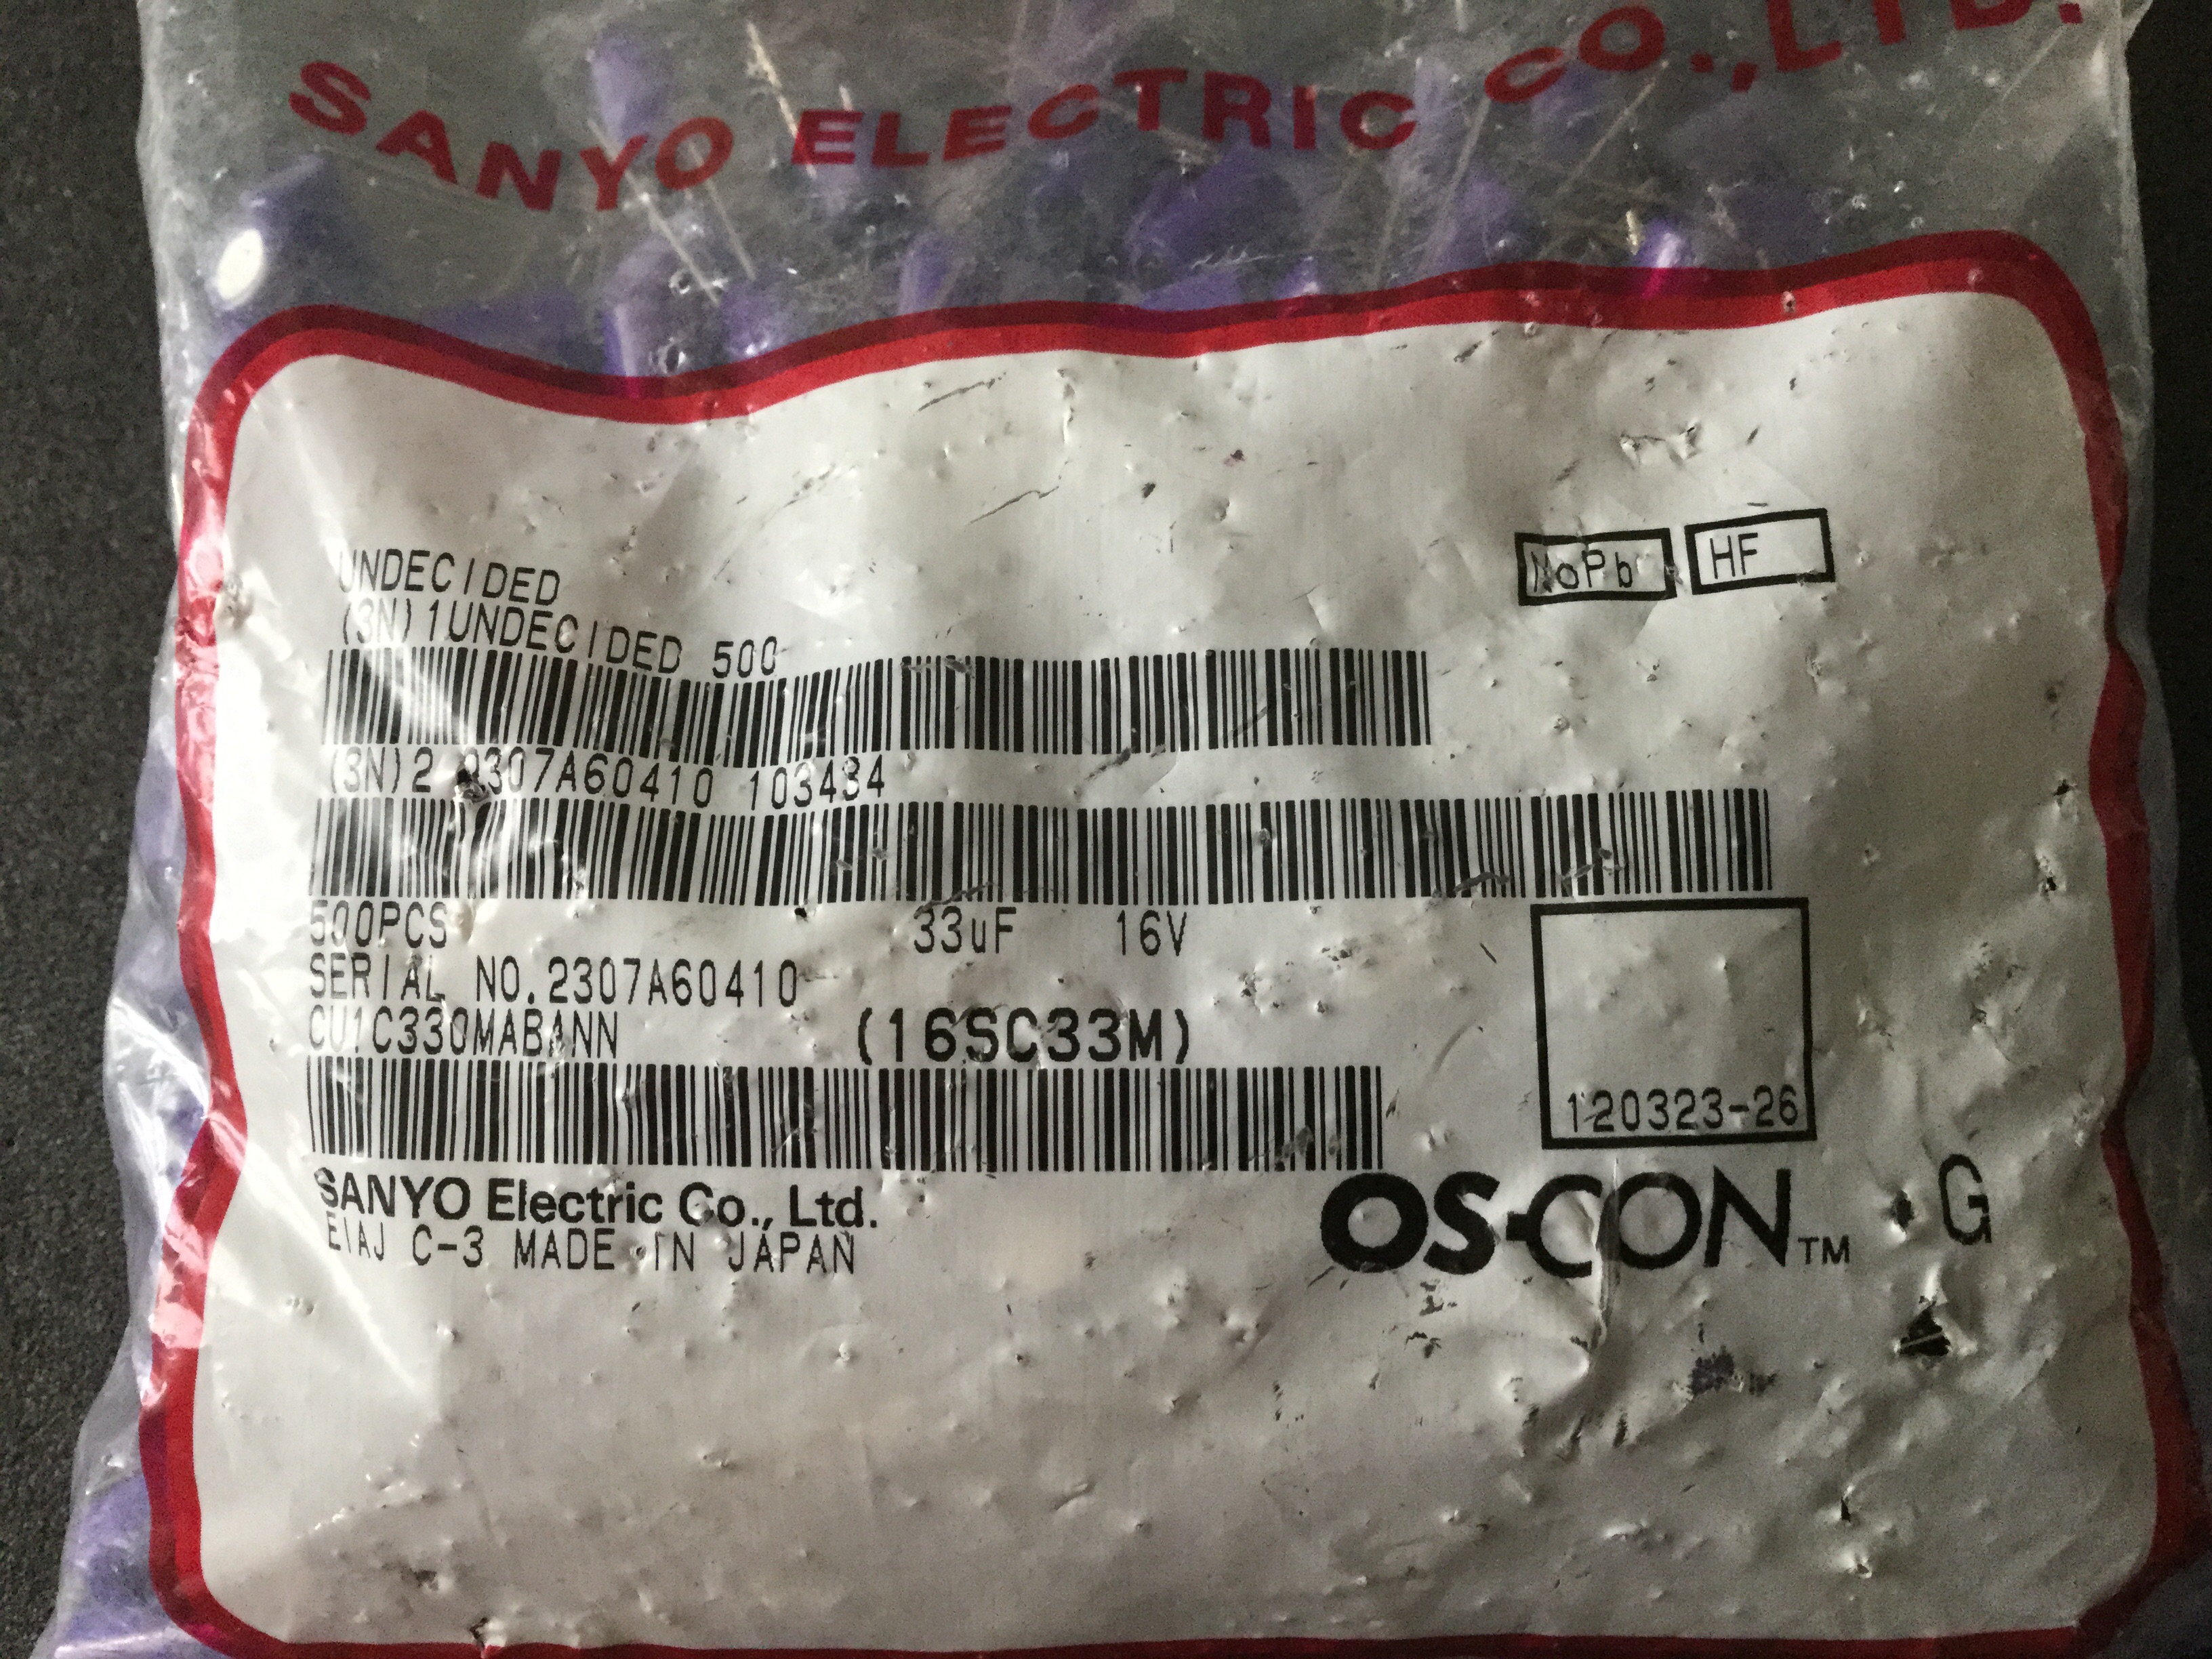 SANYO ELECTRIC CO.,LTD.
NoPb HF
UNDECIDED
(3N)1UNDECIDED 500
(3N)2 2307A60410 103434
500PCS 33uF 16V
SERIAL NO.2307A60410
CU1C330MABANN (16SC33M)
120323-26
SANYO Electric Co., Ltd.
EIAJ C-3 MADE IN JAPAN
OS-CON™ G